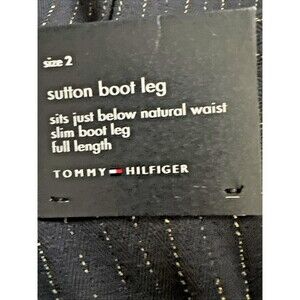 size 2
sutton boot leg
sits just below natural waist
slim boot leg
full length
TOMMY HILFIGER